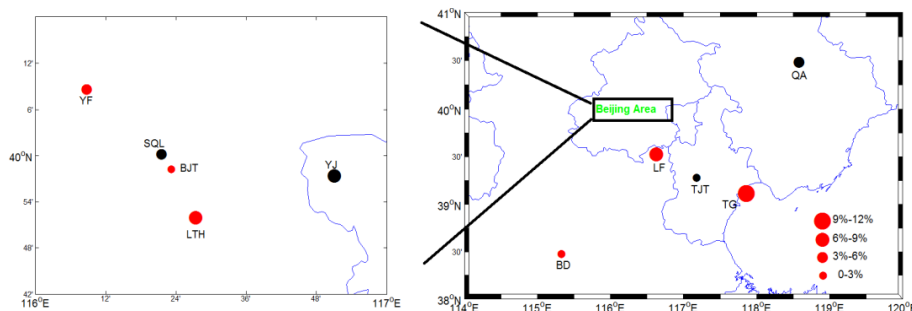 12'
YF
6'
SQL
40°N
BJT
YJ
54'
LTH
48'
42'
116°E
24'
48'
117°E
41°N
30'
QA
40°N
Beijing Area
30'
LF
TJT
39°N
TG
9%-12%
6%-9%
30'
3%-6%
BD
0-3%
38°N
114°E
115°E
116°E
117°E
118°E
119°E
120°E